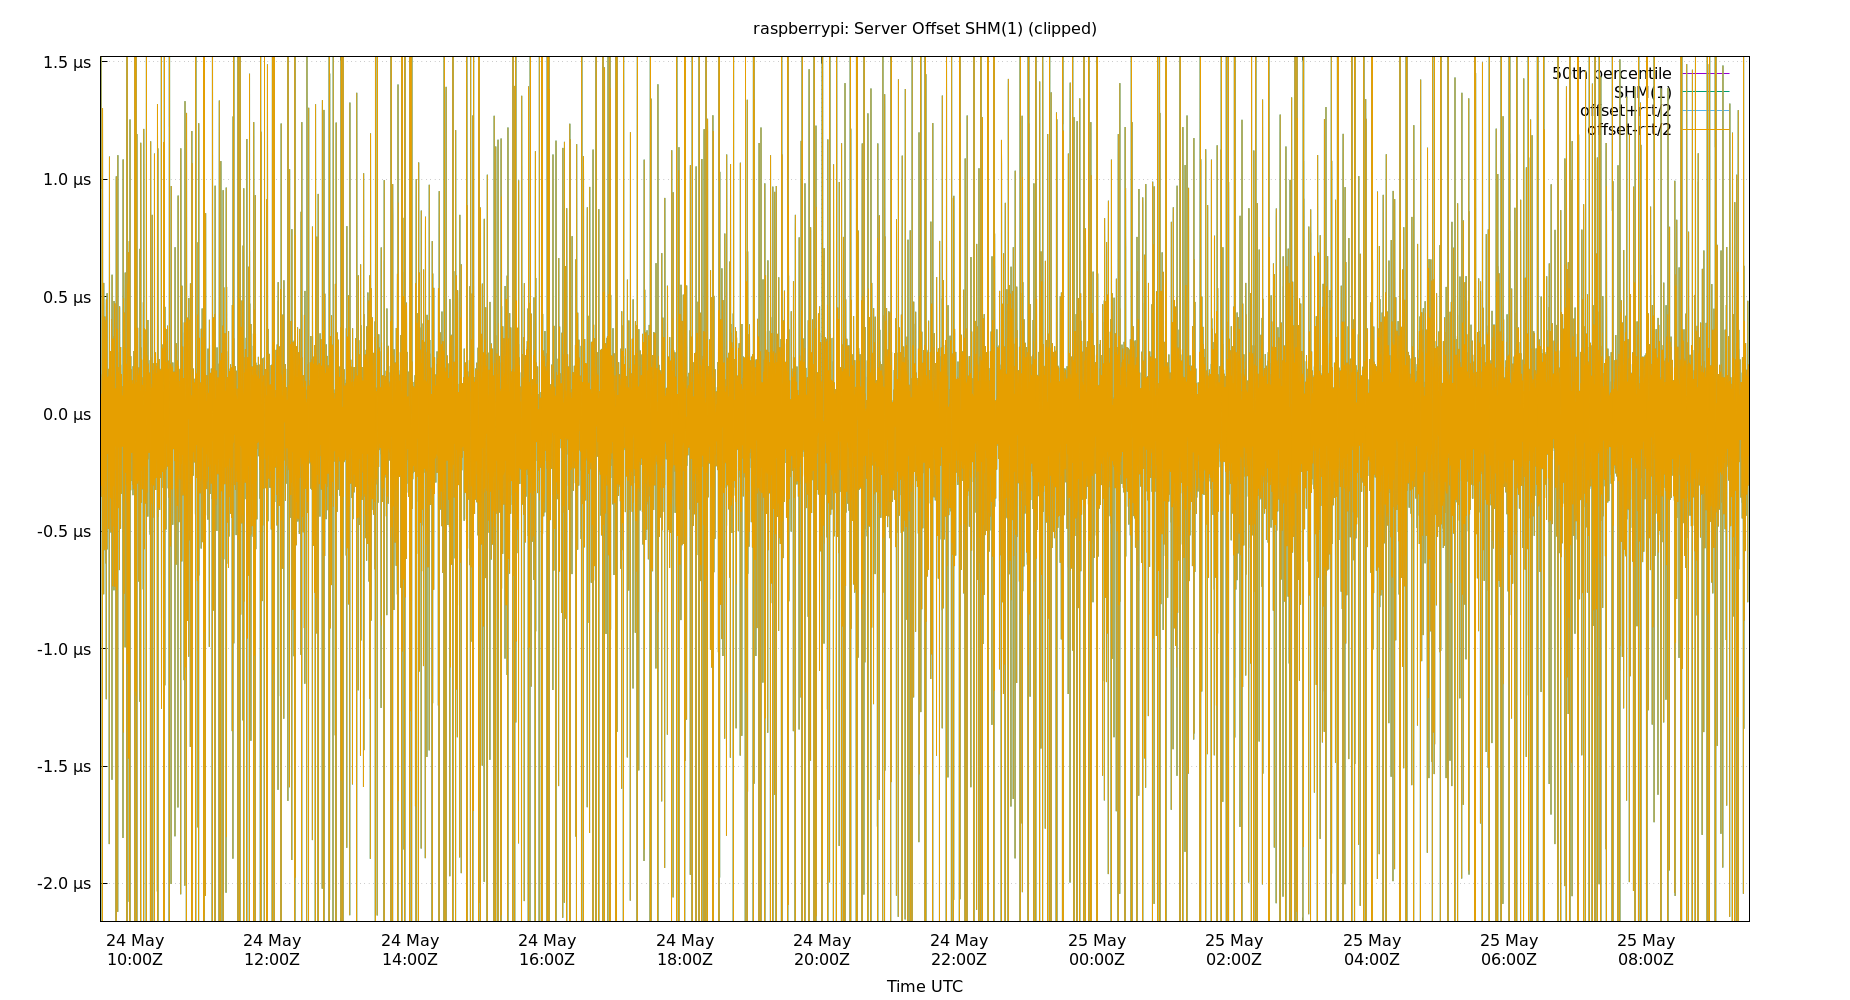 raspberrypi: Server Offset SHM(1) (clipped)
1.5 µs
1.0 µs
0.5 µs
0.0 µs
-0.5 µs
-1.0 µs
-1.5 µs
-2.0 µs
50th percentile
SHM(1)
offset+rtt/2
offset-rtt/2
24 May 24 May 24 May 24 May 24 May 24 May 24 May 25 May 25 May 25 May 25 May 25 May
10:00Z 12:00Z 14:00Z 16:00Z 18:00Z 20:00Z 22:00Z 00:00Z 02:00Z 04:00Z 06:00Z 08:00Z
Time UTC